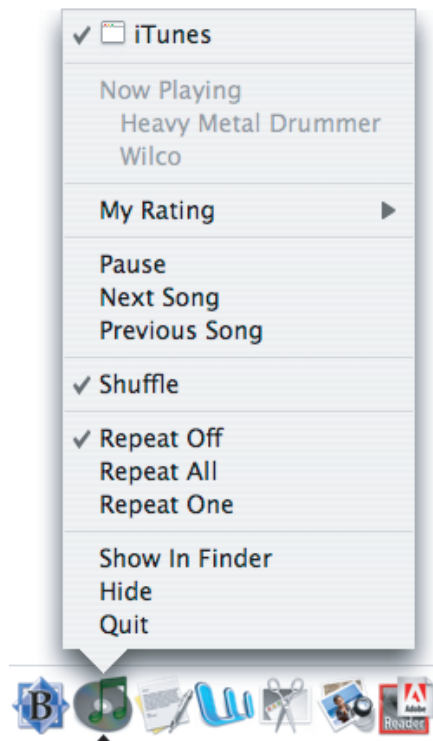 iTunes
Now Playing
Heavy Metal Drummer
Wilco
My Rating
Pause
Next Song
Previous Song
Shuffle
Repeat Off
Repeat All
Repeat One
Show In Finder
Hide
Quit
B
Adobe
Reader